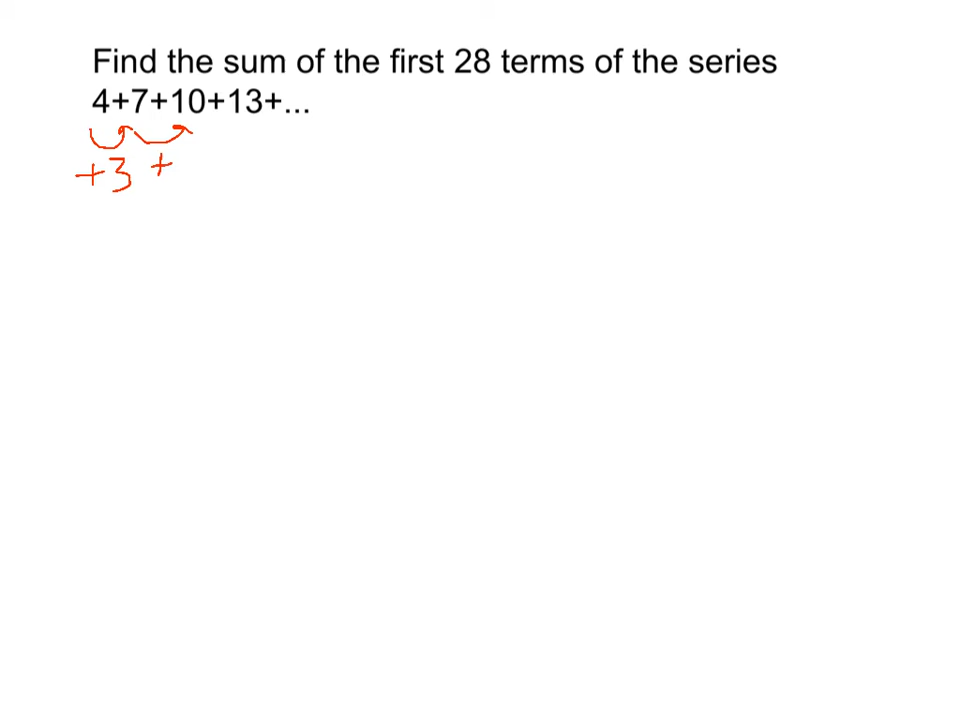 Find the sum of the first 28 terms of the series
4+7+10+13+...
+3 +